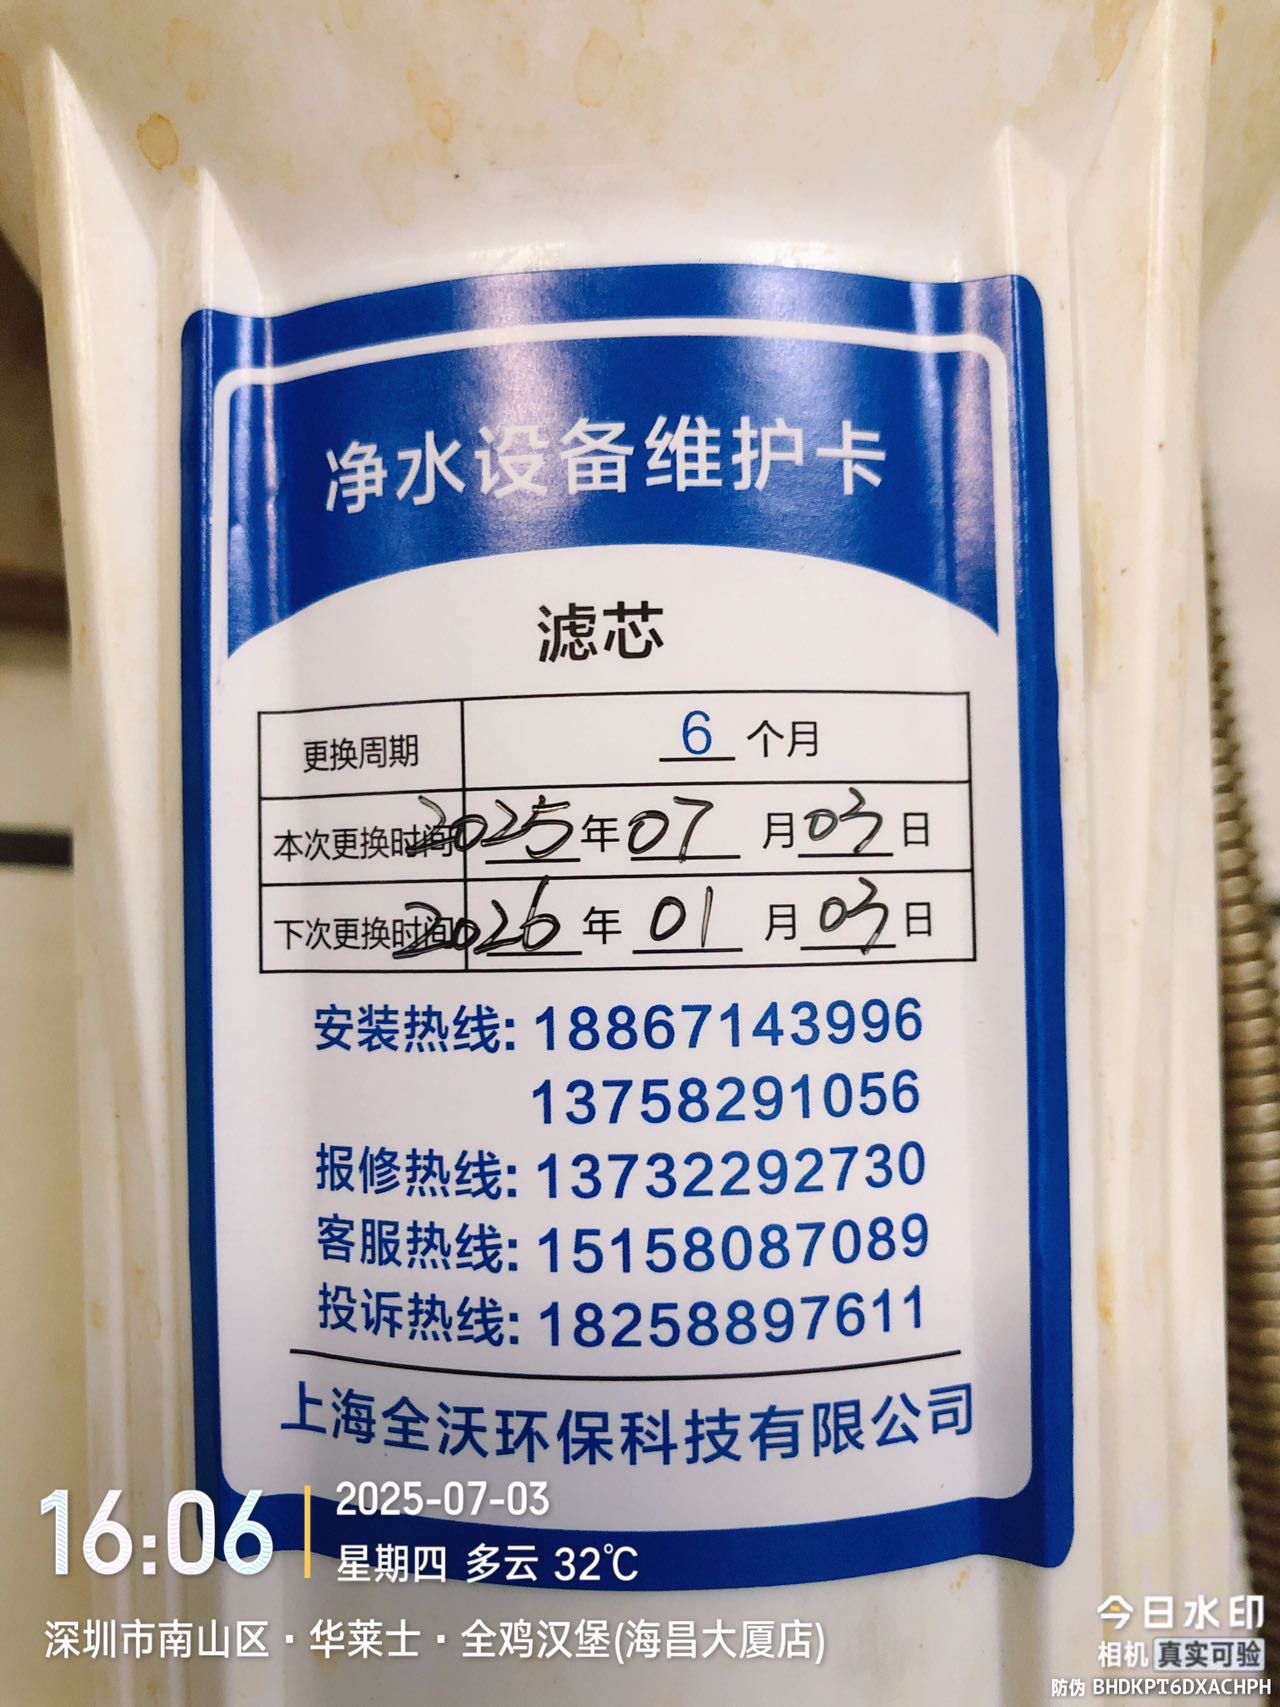 净水设备维护卡
滤芯
更换周期 6 个月
本次更换时间 2025 年 07 月 03 日
下次更换时间 2026 年 01 月 03 日
安装热线: 18867143996
13758291056
报修热线: 13732292730
客服热线: 15158087089
投诉热线: 18258897611
上海全沃环保科技有限公司
16:06
2025-07-03
星期四 多云 32℃
深圳市南山区·华莱士·全鸡汉堡(海昌大厦店)
今日水印
相机 真实可验
防伪 BHDKPT6DXACHPH